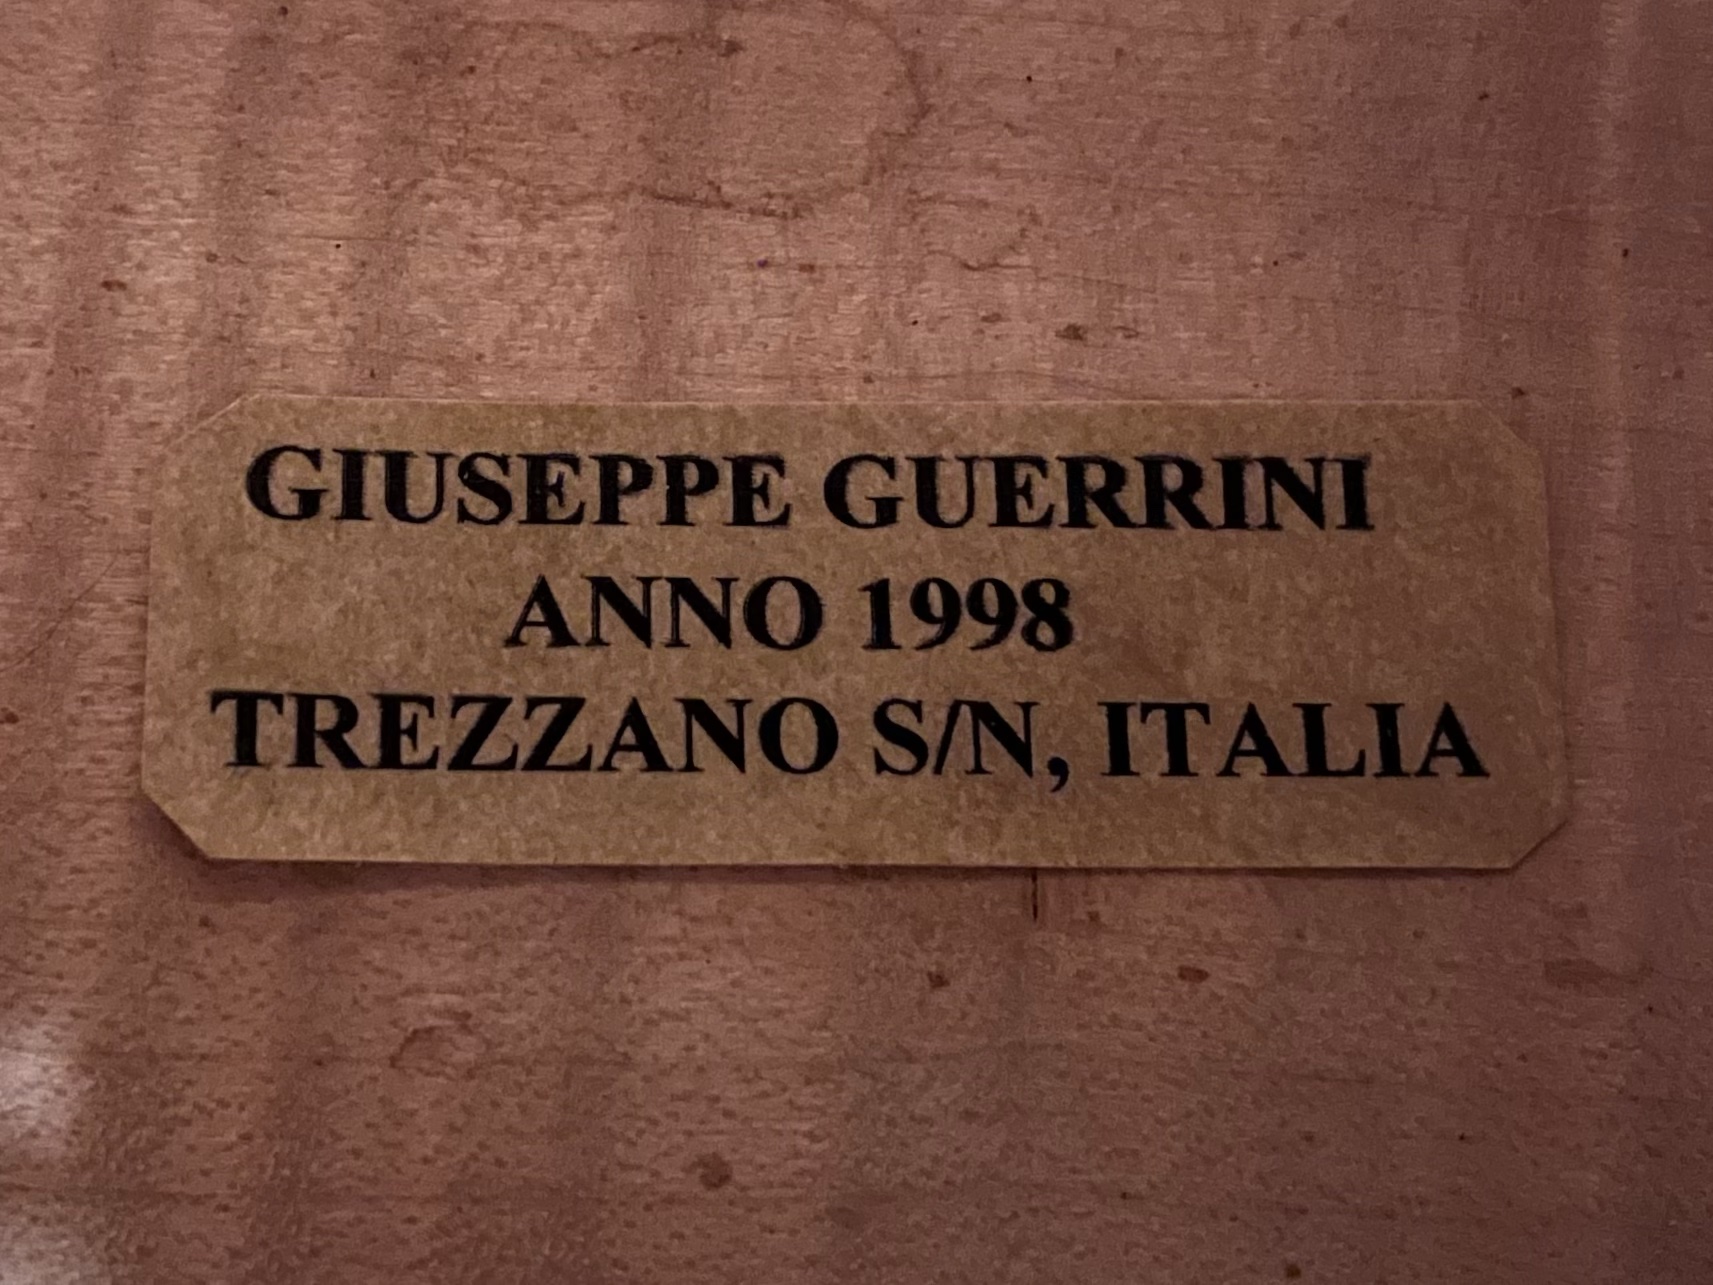 GIUSEPPE GUERRINI
ANNO 1998
TREZZANO S/N, ITALIA